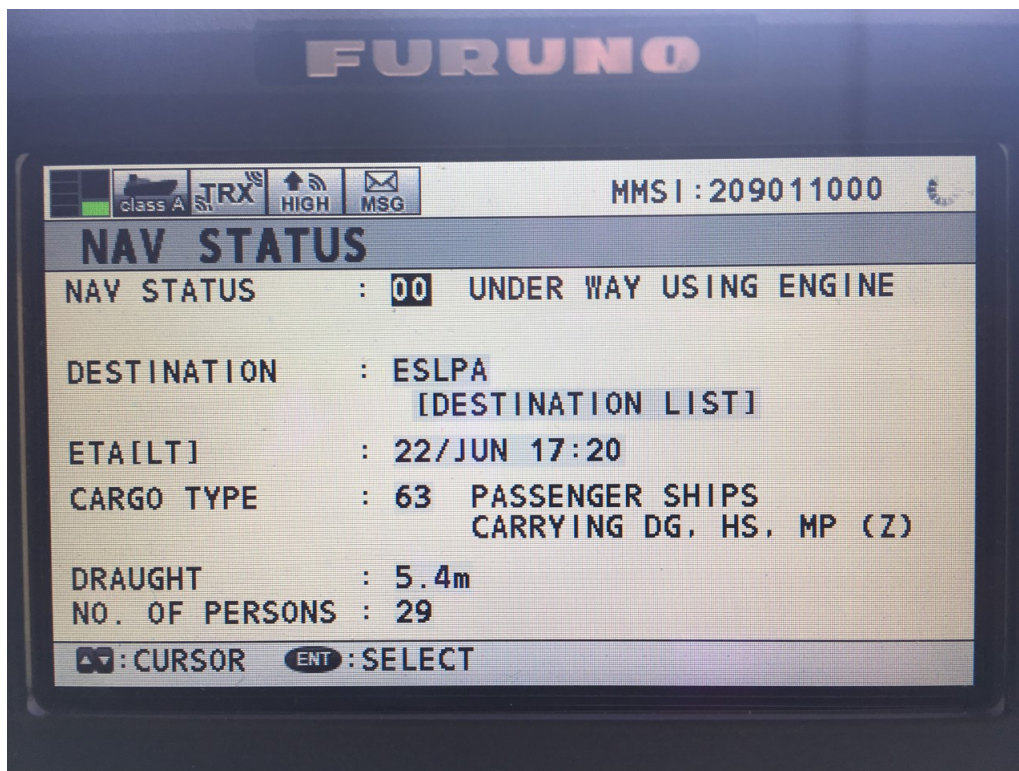 FURUNO
class A TRX HIGH MSG MMSI:209011000
NAV STATUS
NAV STATUS : 00 UNDER WAY USING ENGINE
DESTINATION : ESLPA
[DESTINATION LIST]
ETA[LT] : 22/JUN 17:20
CARGO TYPE : 63 PASSENGER SHIPS
CARRYING DG, HS, MP (Z)
DRAUGHT : 5.4m
NO. OF PERSONS : 29
:CURSOR ENT:SELECT